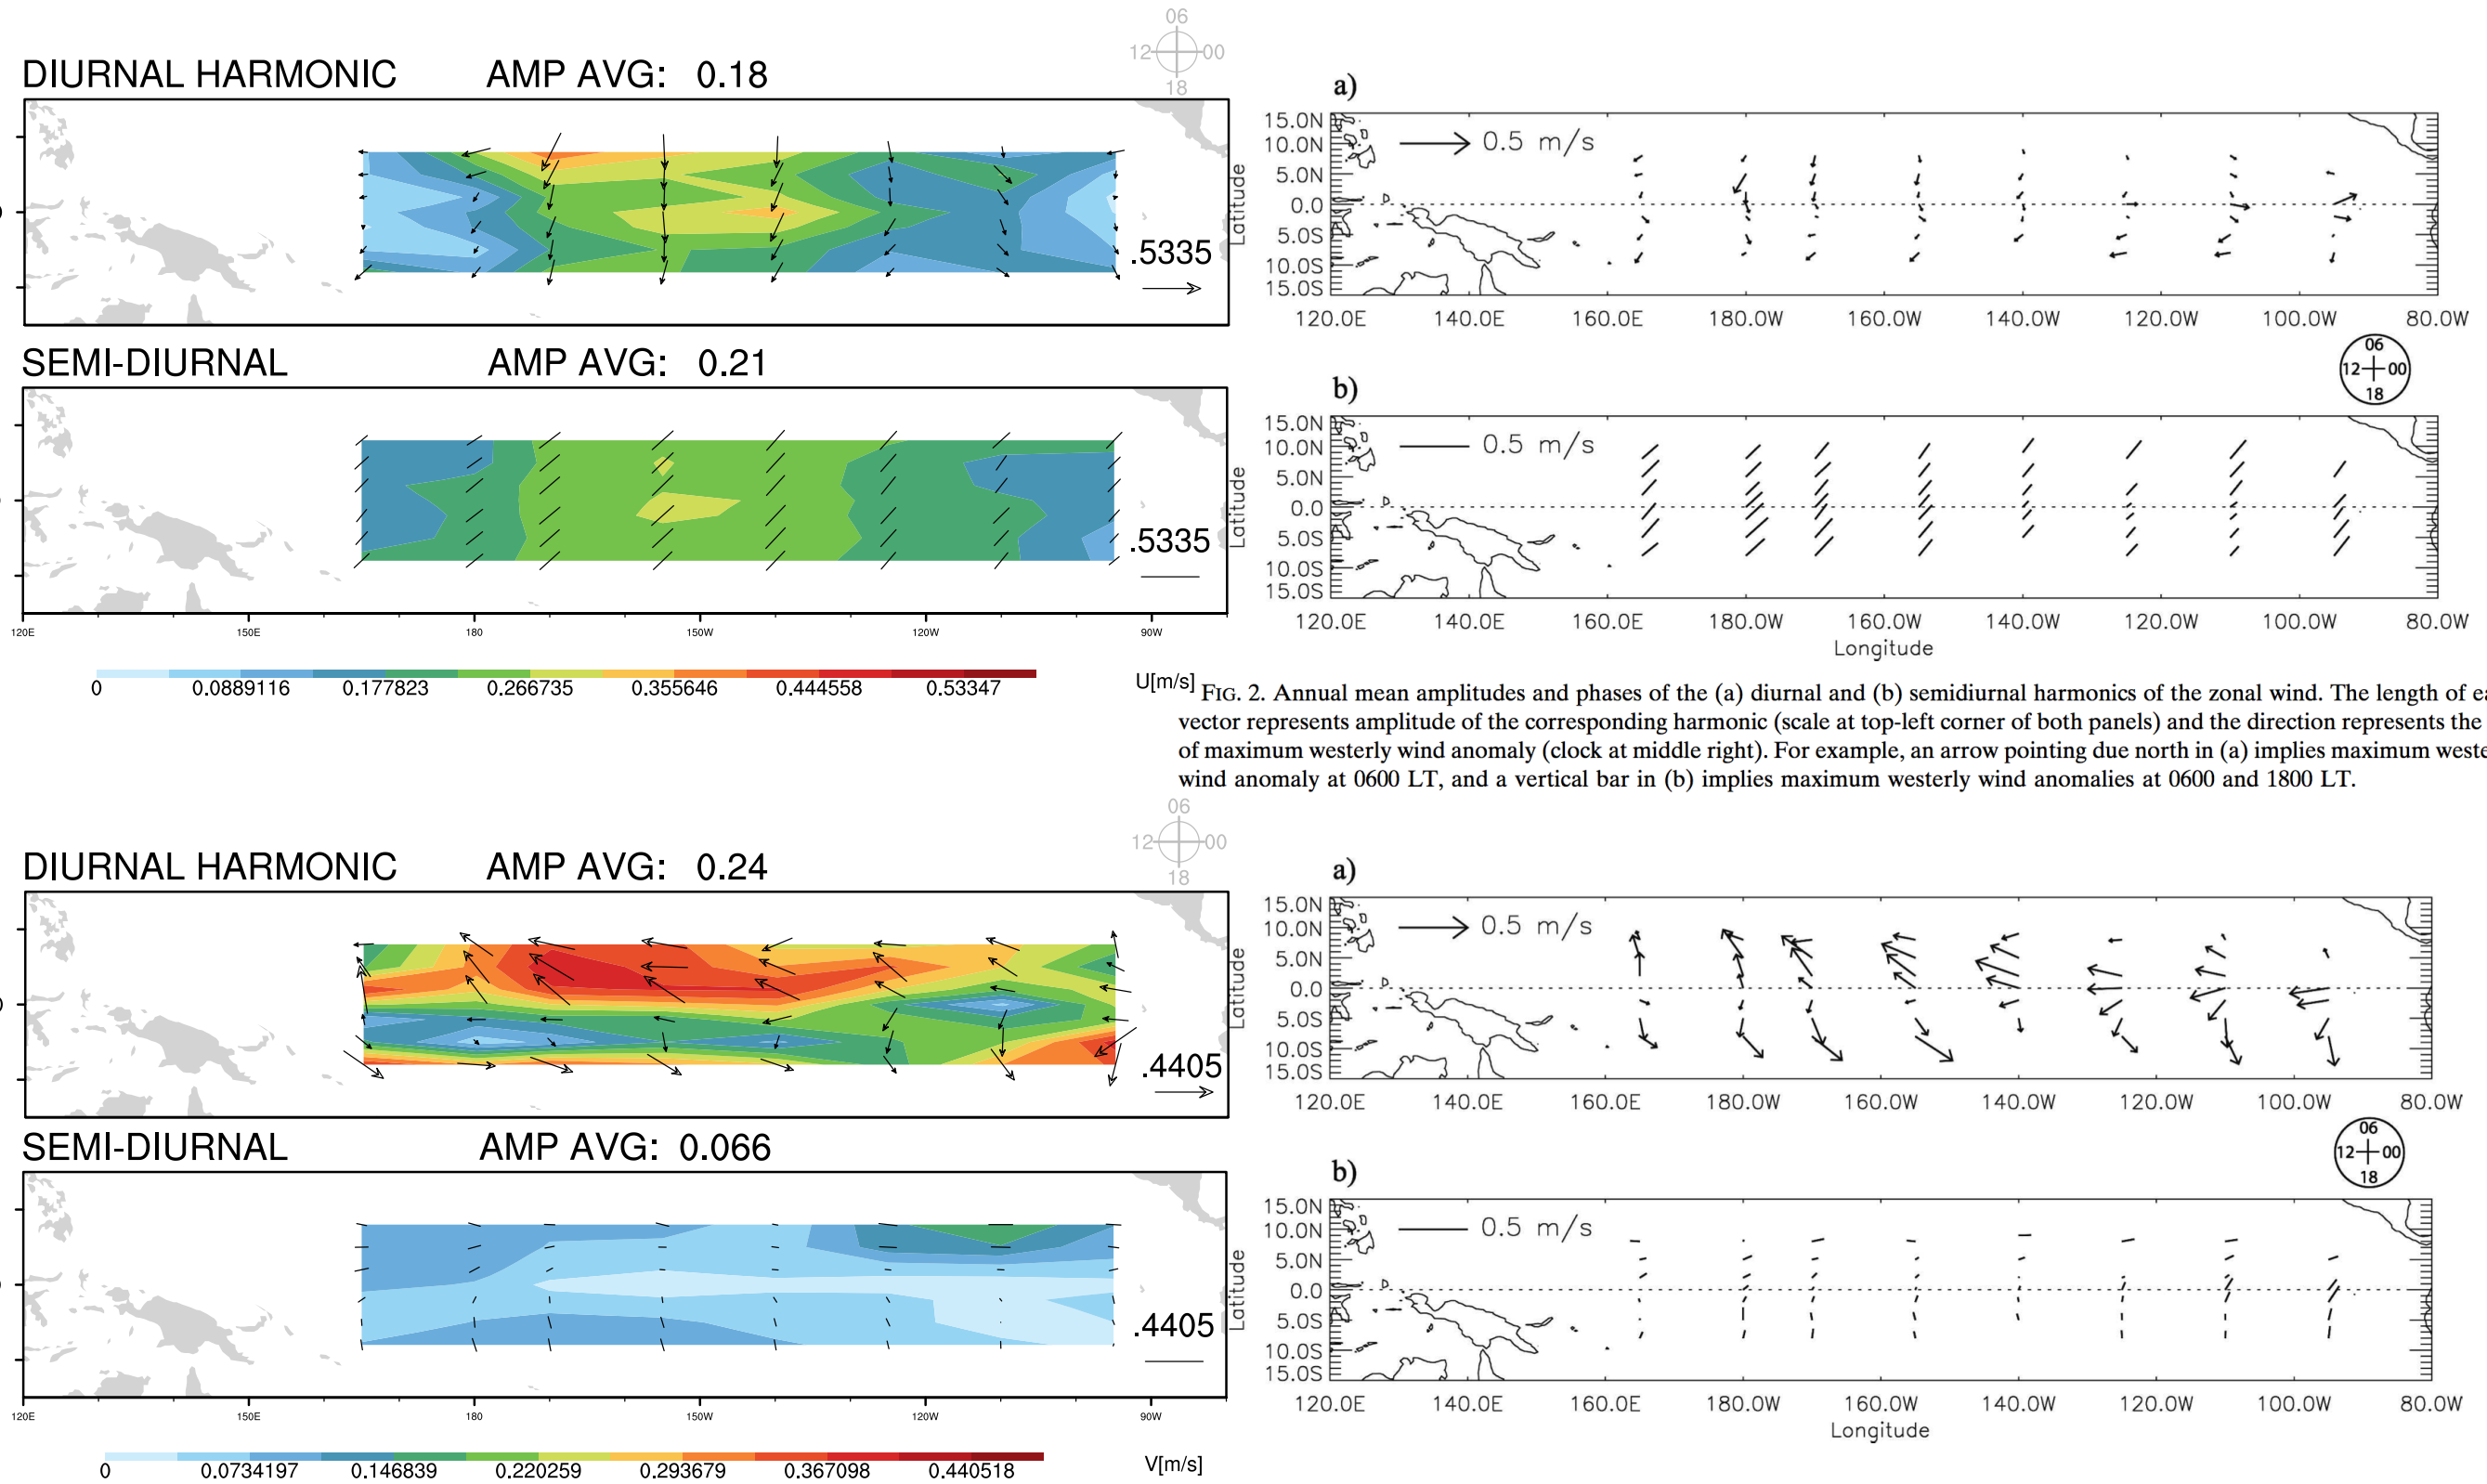 06
12 00
18
DIURNAL HARMONIC AMP AVG: 0.18
.5335
SEMI-DIURNAL AMP AVG: 0.21
.5335
120E 150E 180 150W 120W 90W
0 0.0889116 0.177823 0.266735 0.355646 0.444558 0.53347
U[m/s]
a)
15.0N
10.0N
5.0N
0.0
5.0S
10.0S
15.0S
Latitude
0.5 m/s
120.0E 140.0E 160.0E 180.0W 160.0W 140.0W 120.0W 100.0W 80.0W
06
12 00
18
b)
15.0N
10.0N
5.0N
0.0
5.0S
10.0S
15.0S
Latitude
0.5 m/s
120.0E 140.0E 160.0E 180.0W 160.0W 140.0W 120.0W 100.0W 80.0W
Longitude
FIG. 2. Annual mean amplitudes and phases of the (a) diurnal and (b) semidiurnal harmonics of the zonal wind. The length of ea
vector represents amplitude of the corresponding harmonic (scale at top-left corner of both panels) and the direction represents the
of maximum westerly wind anomaly (clock at middle right). For example, an arrow pointing due north in (a) implies maximum weste
wind anomaly at 0600 LT, and a vertical bar in (b) implies maximum westerly wind anomalies at 0600 and 1800 LT.
06
12 00
18
DIURNAL HARMONIC AMP AVG: 0.24
.4405
SEMI-DIURNAL AMP AVG: 0.066
.4405
120E 150E 180 150W 120W 90W
0 0.0734197 0.146839 0.220259 0.293679 0.367098 0.440518
V[m/s]
a)
15.0N
10.0N
5.0N
0.0
5.0S
10.0S
15.0S
Latitude
0.5 m/s
120.0E 140.0E 160.0E 180.0W 160.0W 140.0W 120.0W 100.0W 80.0W
06
12 00
18
b)
15.0N
10.0N
5.0N
0.0
5.0S
10.0S
15.0S
Latitude
0.5 m/s
120.0E 140.0E 160.0E 180.0W 160.0W 140.0W 120.0W 100.0W 80.0W
Longitude